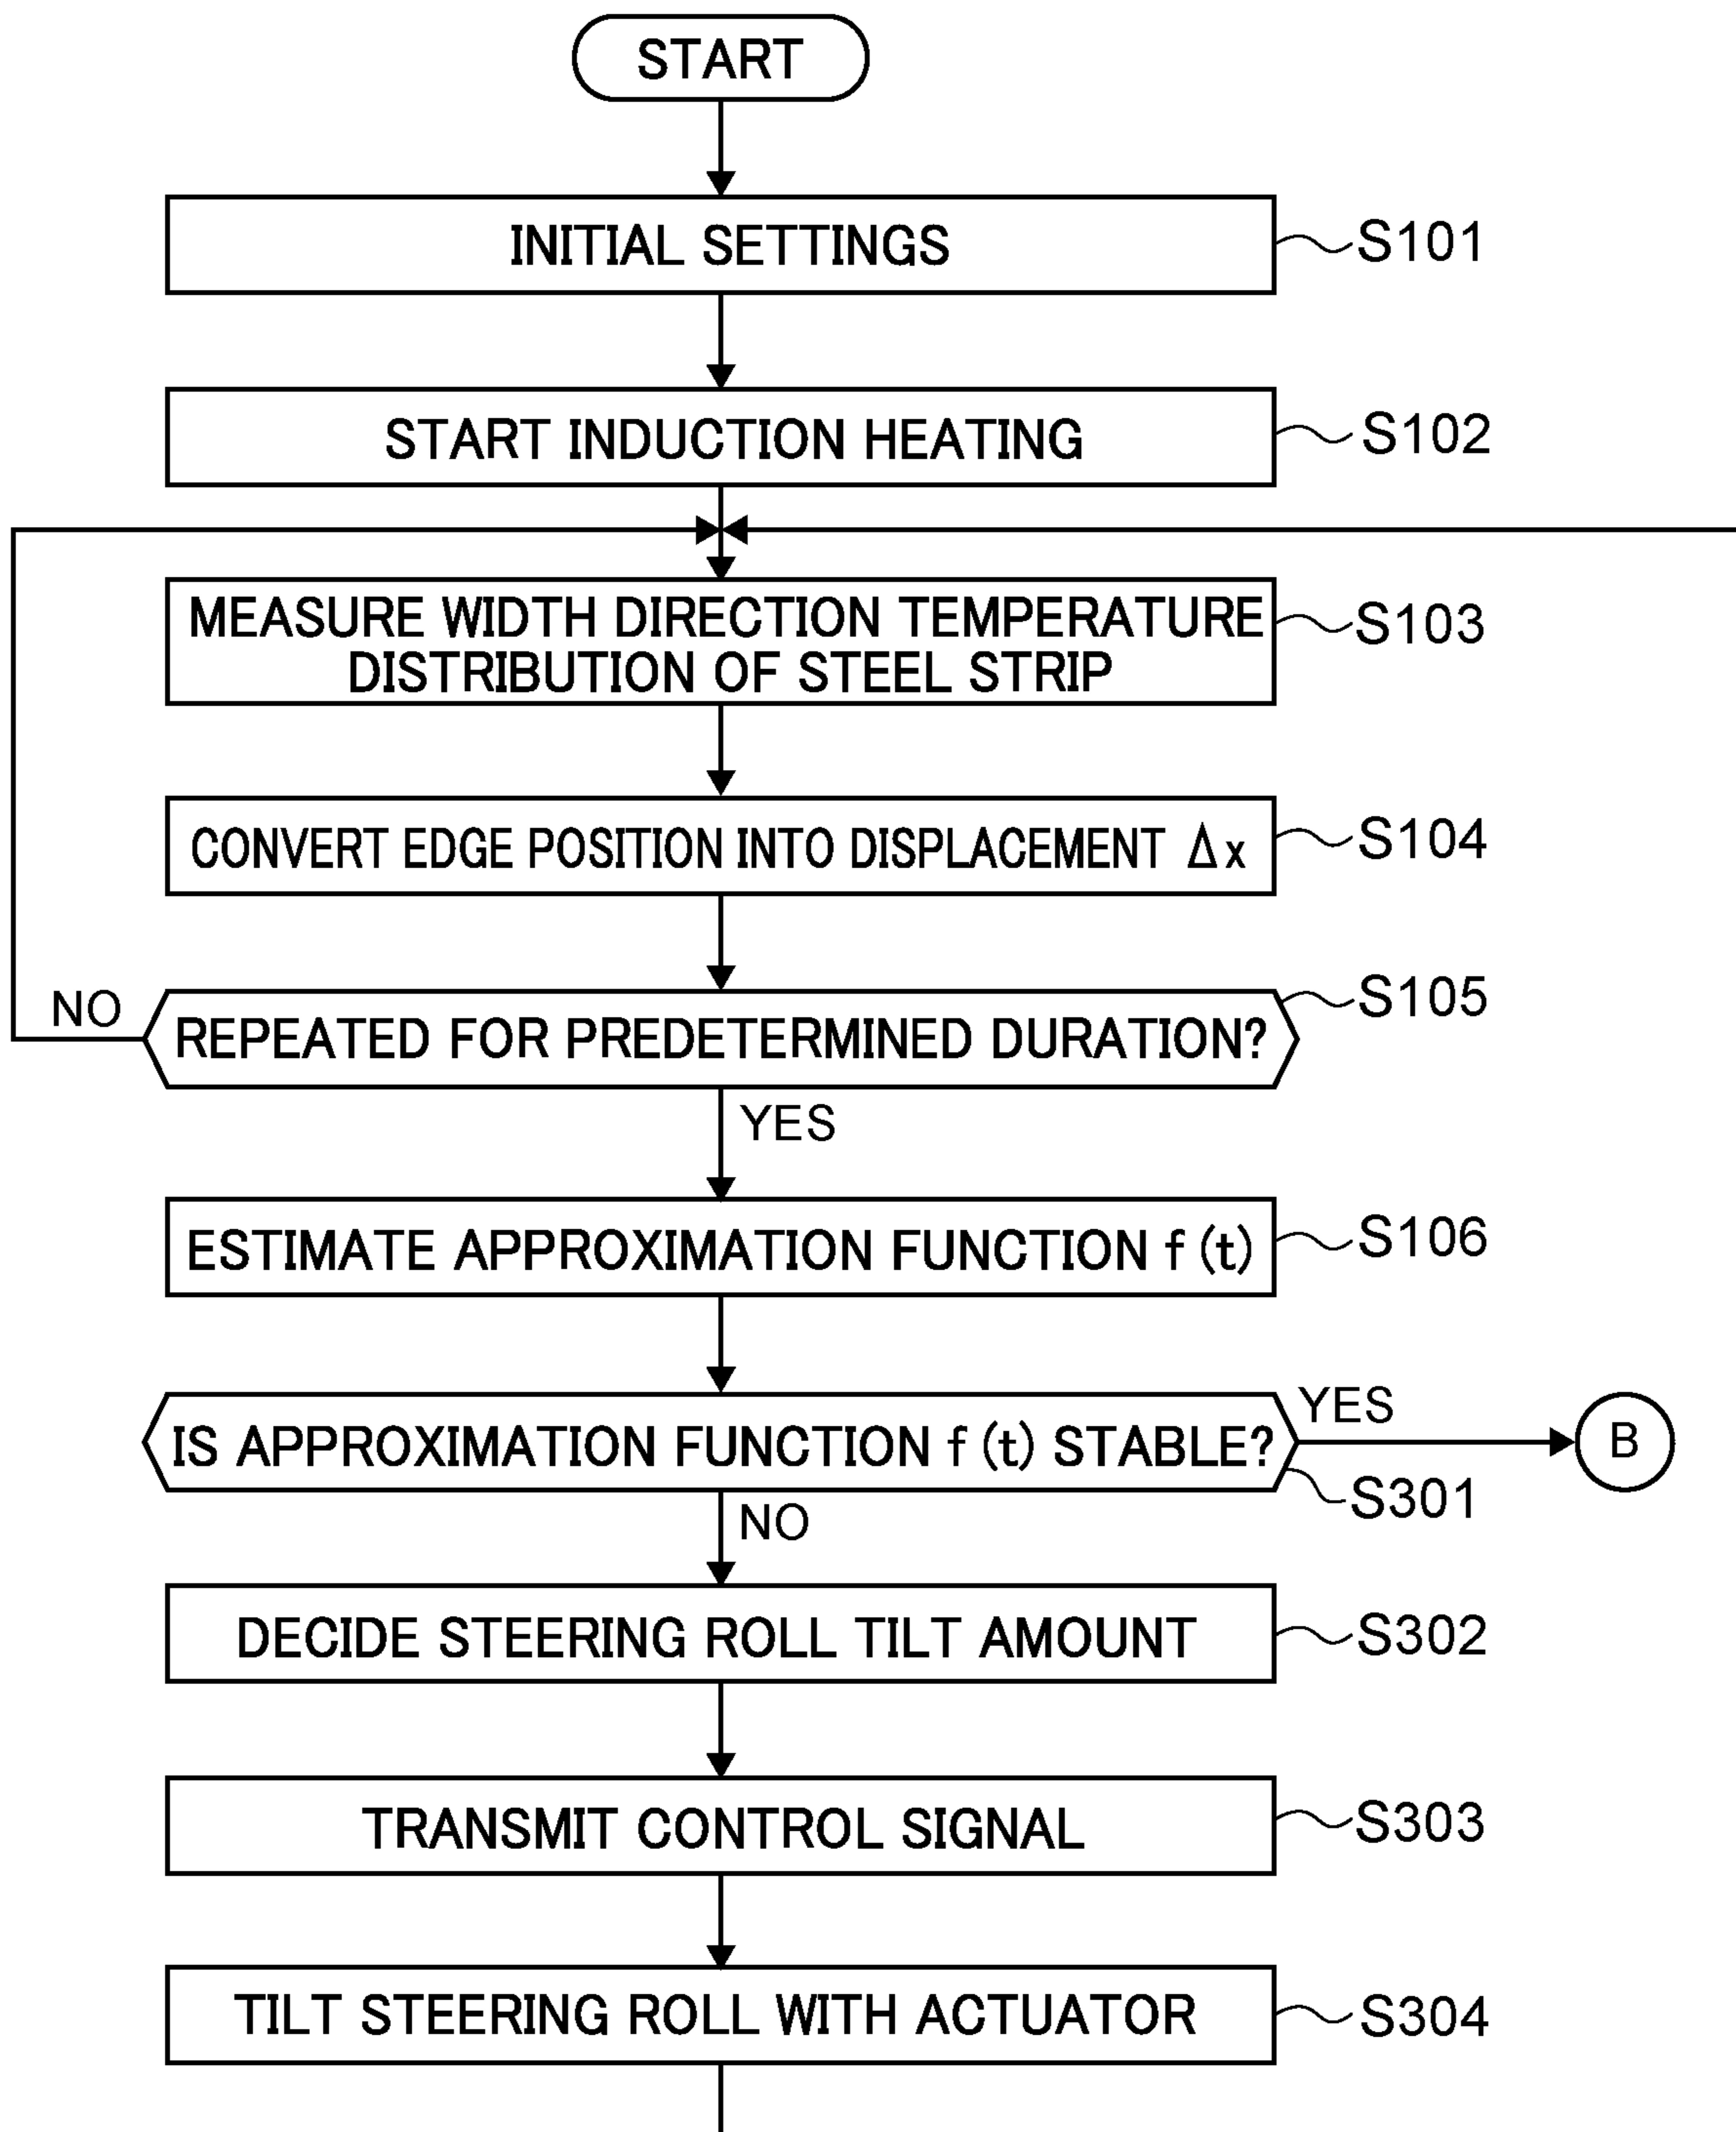 START
INITIAL SETTINGS
S101
START INDUCTION HEATING
S102
MEASURE WIDTH DIRECTION TEMPERATURE
DISTRIBUTION OF STEEL STRIP
S103
CONVERT EDGE POSITION INTO DISPLACEMENT Δx
S104
NO
REPEATED FOR PREDETERMINED DURATION?
S105
YES
ESTIMATE APPROXIMATION FUNCTION f (t)
S106
IS APPROXIMATION FUNCTION f (t) STABLE?
YES
B
S301
NO
DECIDE STEERING ROLL TILT AMOUNT
S302
TRANSMIT CONTROL SIGNAL
S303
TILT STEERING ROLL WITH ACTUATOR
S304